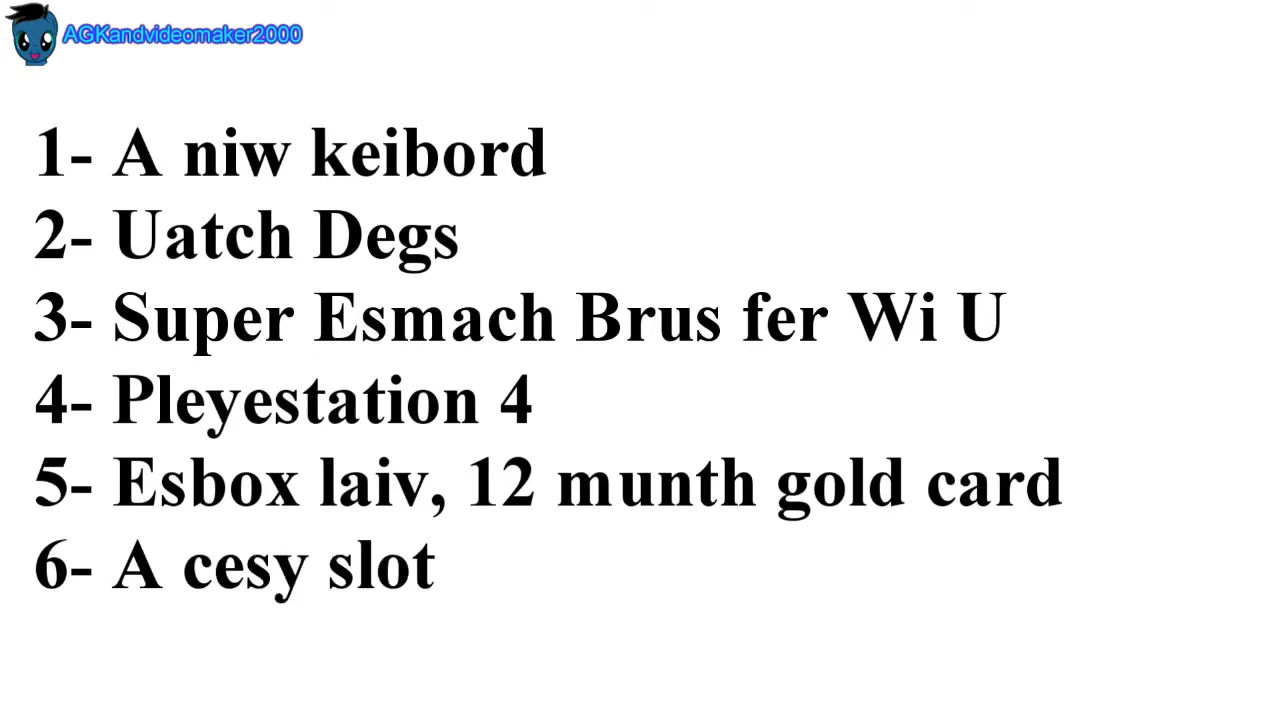 AGKandvideomaker2000
1- A niw keibord
2- Uatch Degs
3- Super Esmach Brus fer Wi U
4- Pleyestation 4
5- Esbox laiv, 12 munth gold card
6- A cesy slot